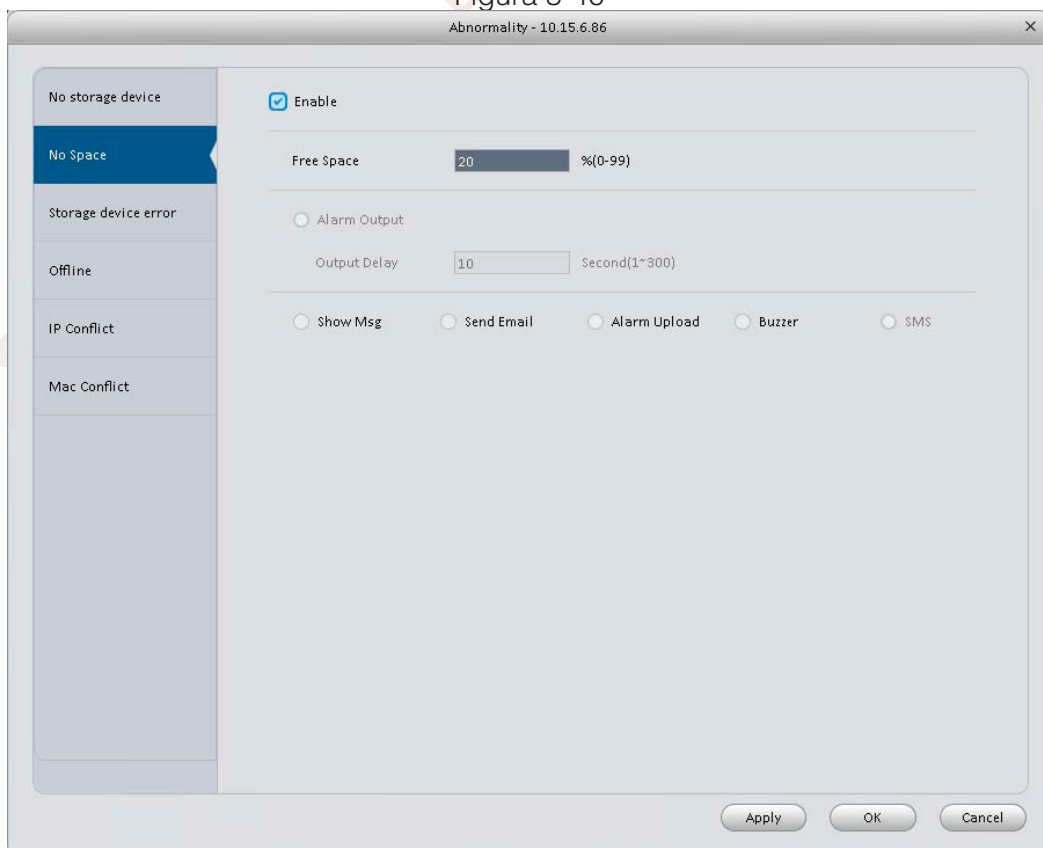 Figura
Abnormality - 10.15.6.86
No storage device
No Space
Storage device error
Offline
IP Conflict
Mac Conflict
Enable
Free Space 20 %(0-99)
Alarm Output
Output Delay 10 Second(1~300)
Show Msg Send Email Alarm Upload Buzzer SMS
Apply OK Cancel